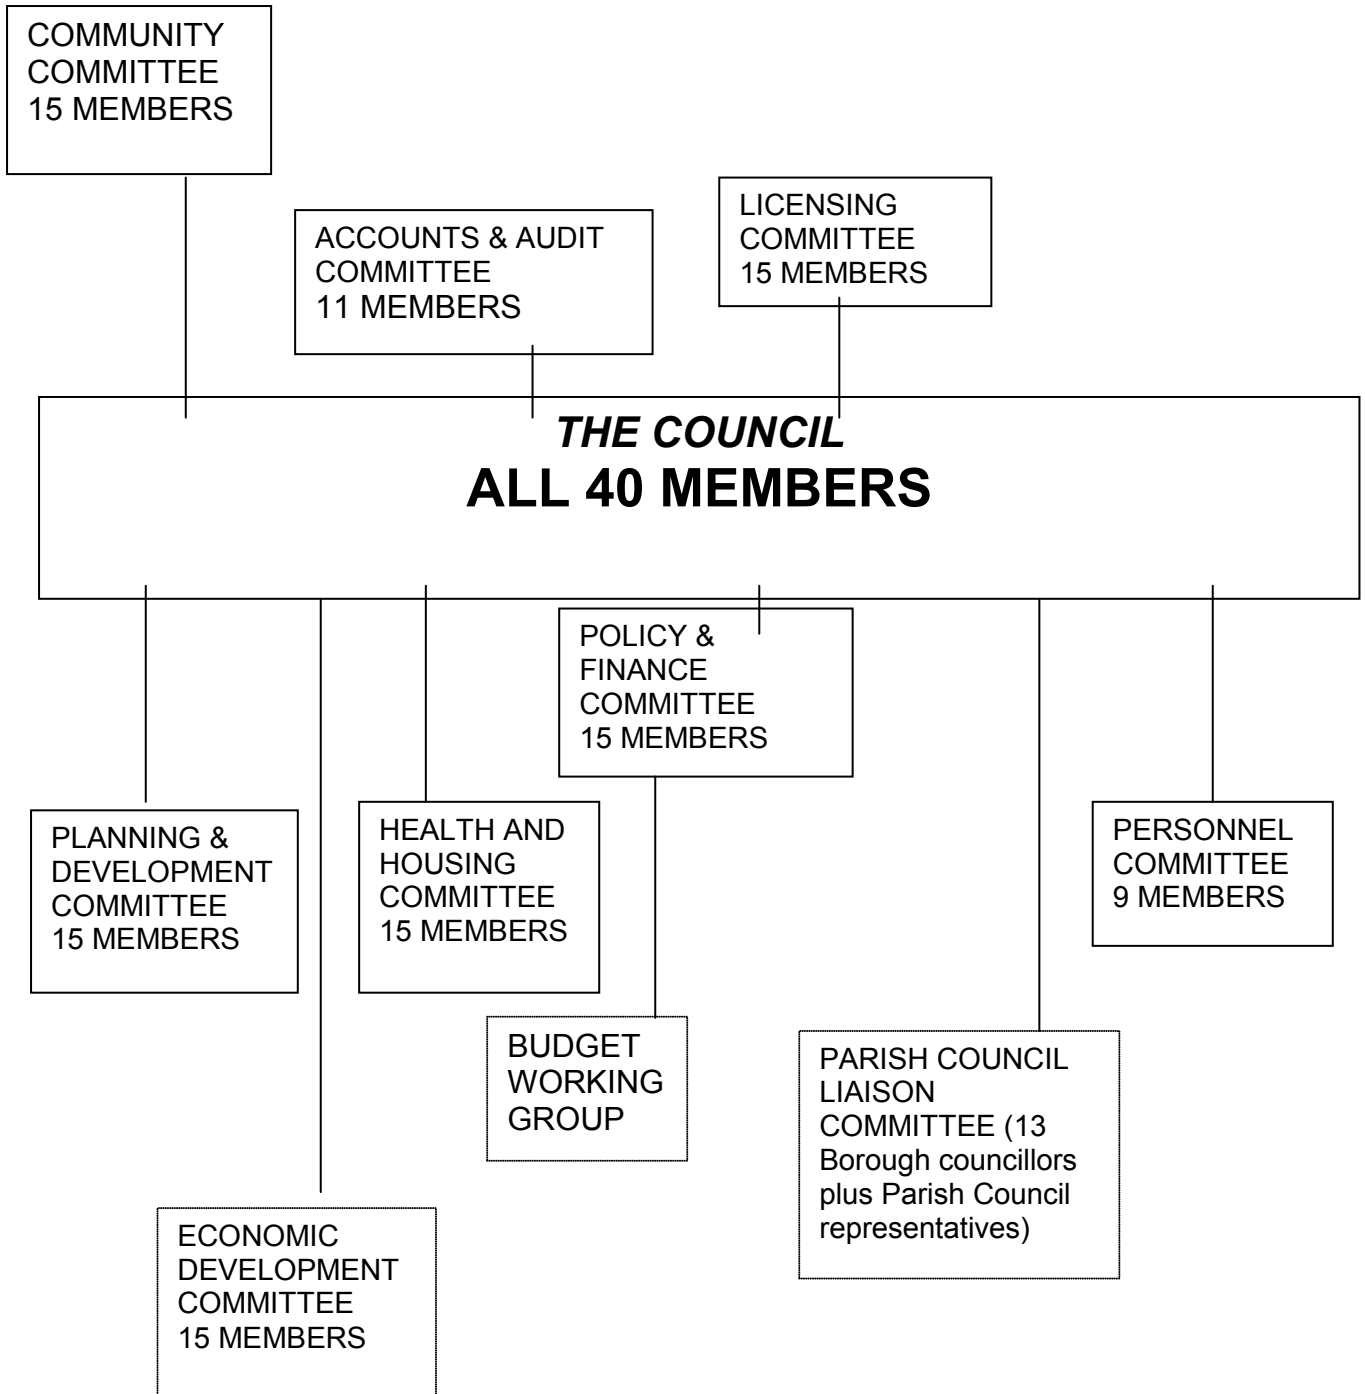 COMMUNITY
COMMITTEE
15 MEMBERS
ACCOUNTS & AUDIT
COMMITTEE
11 MEMBERS
LICENSING
COMMITTEE
15 MEMBERS
THE COUNCIL
ALL 40 MEMBERS
POLICY &
FINANCE
COMMITTEE
15 MEMBERS
PLANNING &
DEVELOPMENT
COMMITTEE
15 MEMBERS
HEALTH AND
HOUSING
COMMITTEE
15 MEMBERS
PERSONNEL
COMMITTEE
9 MEMBERS
BUDGET
WORKING
GROUP
PARISH COUNCIL
LIAISON
COMMITTEE (13
Borough councillors
plus Parish Council
representatives)
ECONOMIC
DEVELOPMENT
COMMITTEE
15 MEMBERS